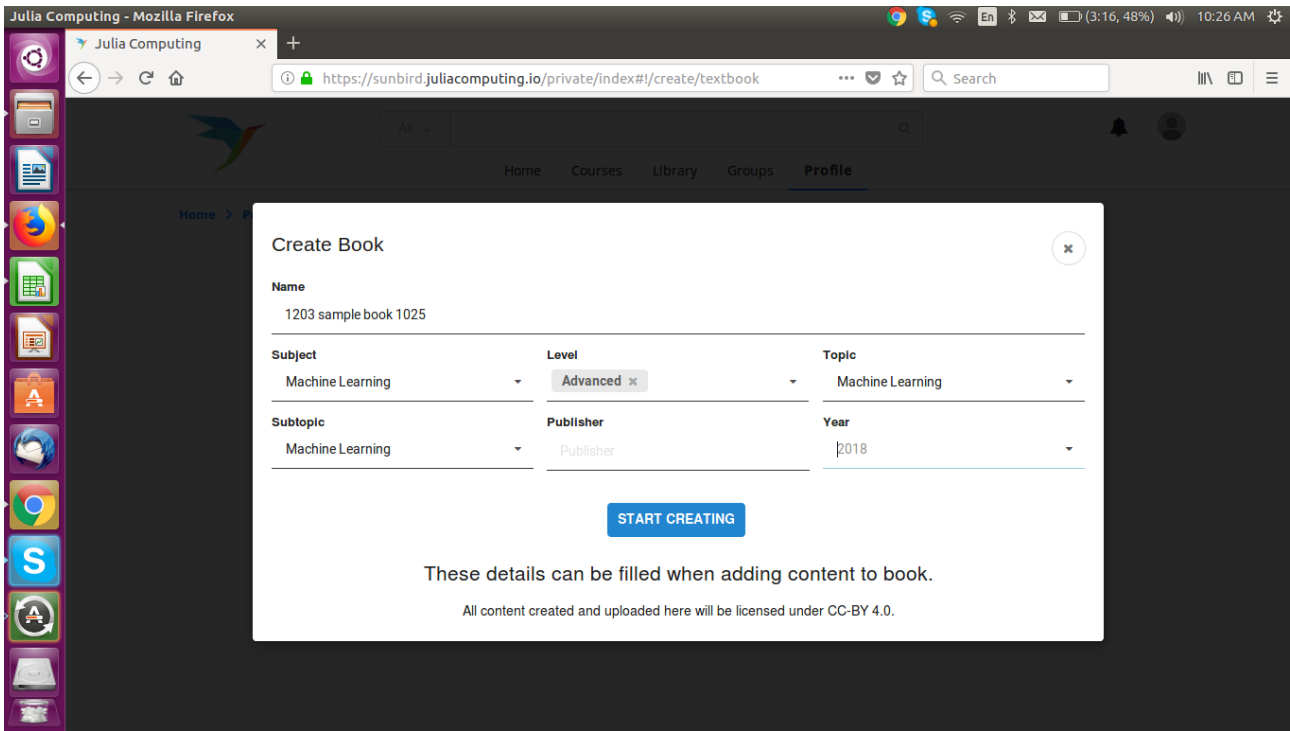 Julia Computing - Mozilla Firefox
En (3:16, 48%) 10:26 AM
Julia Computing
https://sunbird.juliacomputing.io/private/index#!/create/textbook Search
All
Home Courses Library Groups Profile
Home > P
Create Book
Name
1203 sample book 1025
Subject Level Topic
Machine Learning Advanced Machine Learning
Subtopic Publisher Year
Machine Learning Publisher 2018
START CREATING
These details can be filled when adding content to book.
All content created and uploaded here will be licensed under CC-BY 4.0.